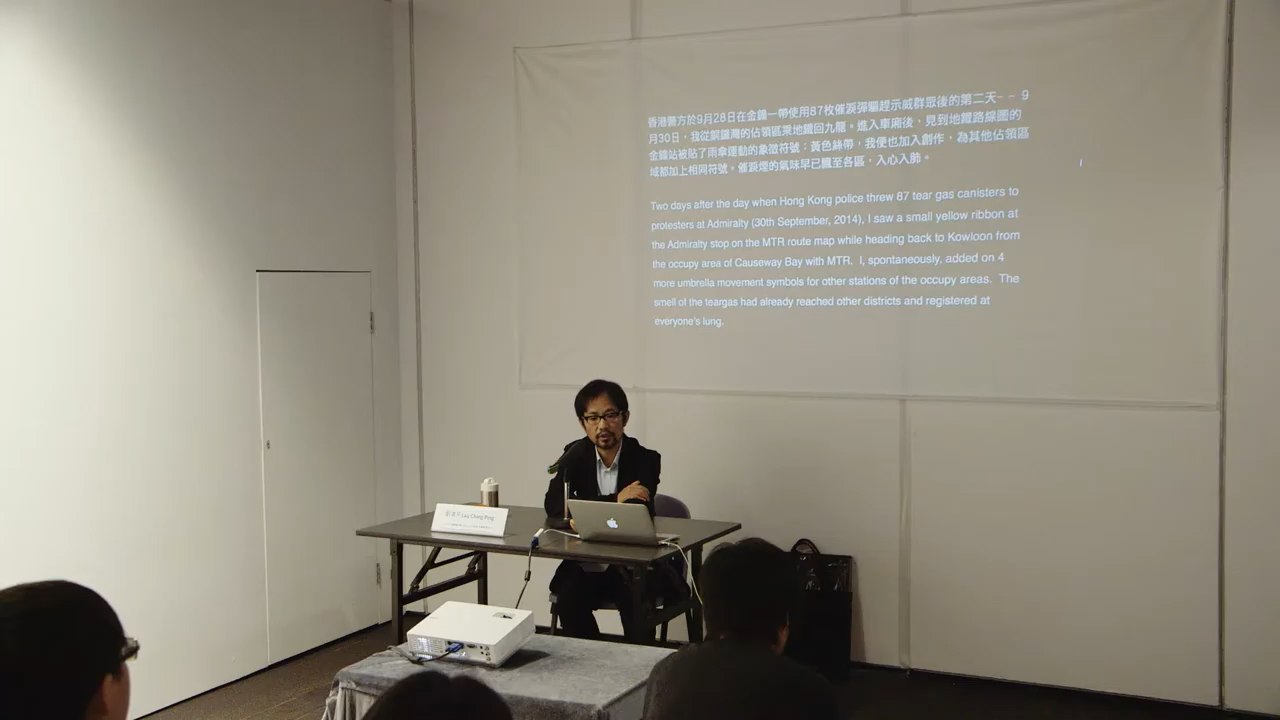 香港警方於9月28日在金鐘一帶使用87枚催淚彈驅趕示威群眾後的第二天- - 9
月30日，我從銅鑼灣的佔領區乘地鐵回九龍。進入車廂後，見到地鐵路線圖的
金鐘站被貼了雨傘運動的象徵符號：黃色絲帶，我便也加入創作，為其他佔領區
域都加上相同符號。催淚煙的氣味早已飄至各區，入心入肺。
Two days after the day when Hong Kong police threw 87 tear gas canisters to
protesters at Admiralty (30th September, 2014), I saw a small yellow ribbon at
the Admiralty stop on the MTR route map while heading back to Kowloon from
the occupy area of Causeway Bay with MTR. I, spontaneously, added on 4
more umbrella movement symbols for other stations of the occupy areas. The
smell of the teargas had already reached other districts and registered at
everyone's lung.
Lau Ching Ping